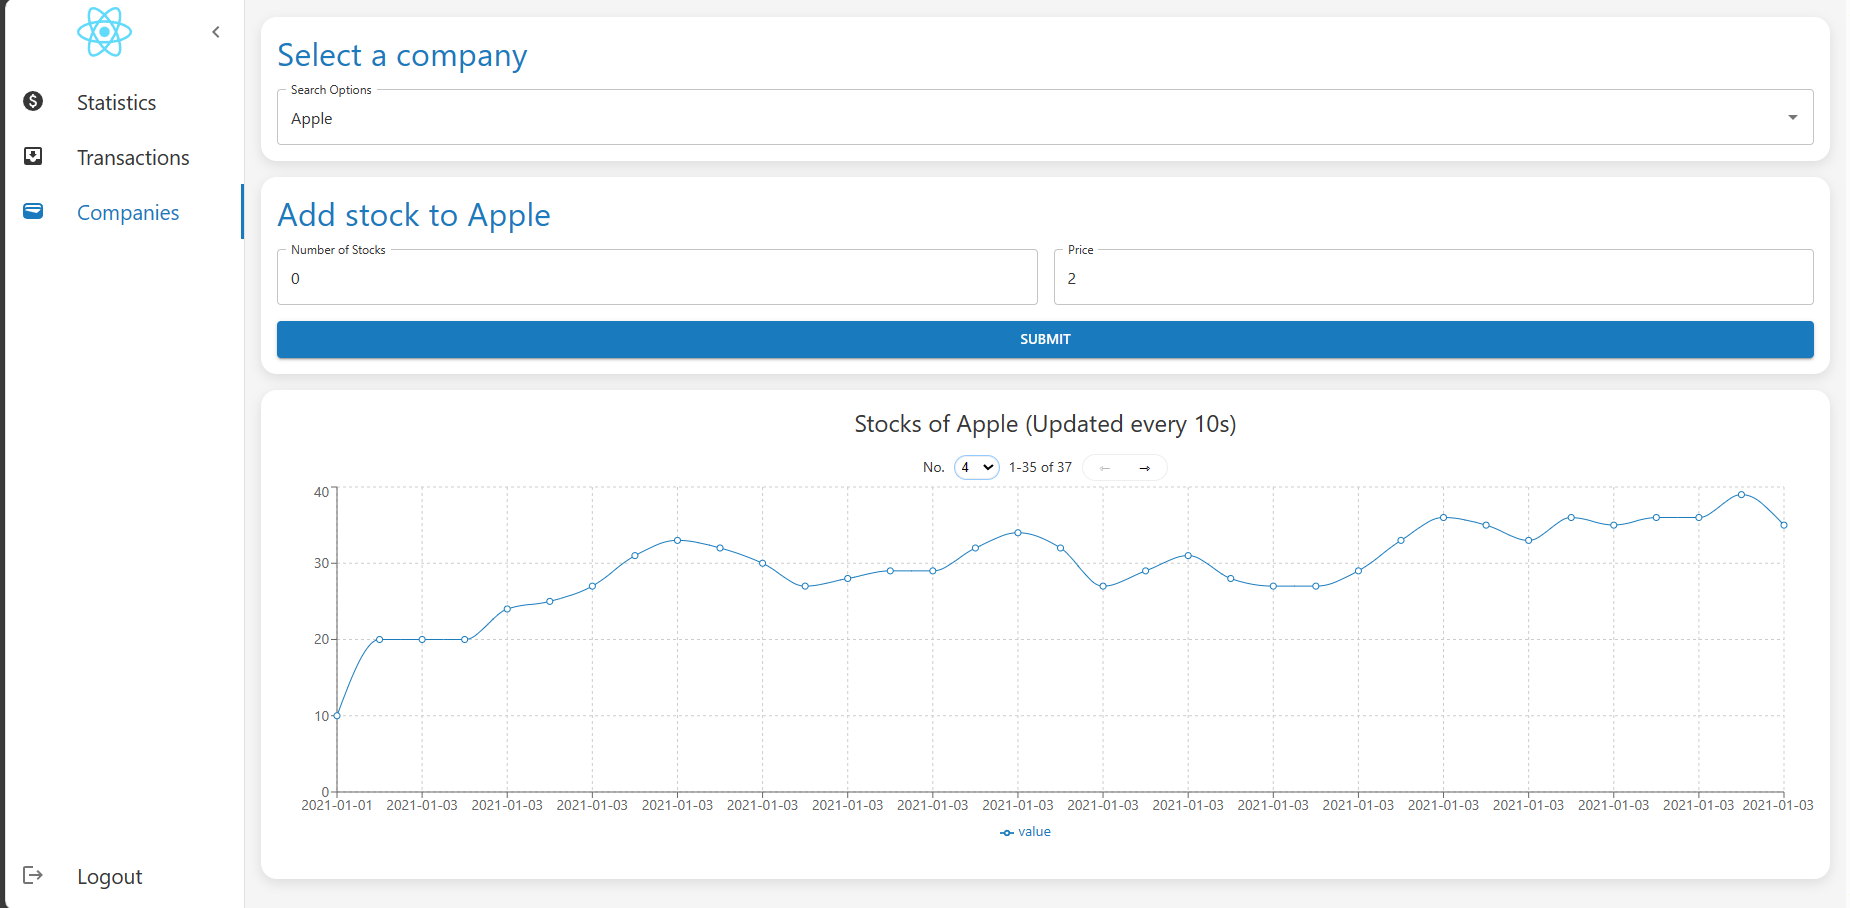 Statistics
Transactions
Companies
Logout
Select a company
Search Options
Apple
Add stock to Apple
Number of Stocks
0
Price
2
SUBMIT
Stocks of Apple (Updated every 10s)
No. 4 1-35 of 37 ← →
40
30
20
10
0
2021-01-01 2021-01-03 2021-01-03 2021-01-03 2021-01-03 2021-01-03 2021-01-03 2021-01-03 2021-01-03 2021-01-03 2021-01-03 2021-01-03 2021-01-03 2021-01-03 2021-01-03 2021-01-03 2021-01-03 2021-01-03
value